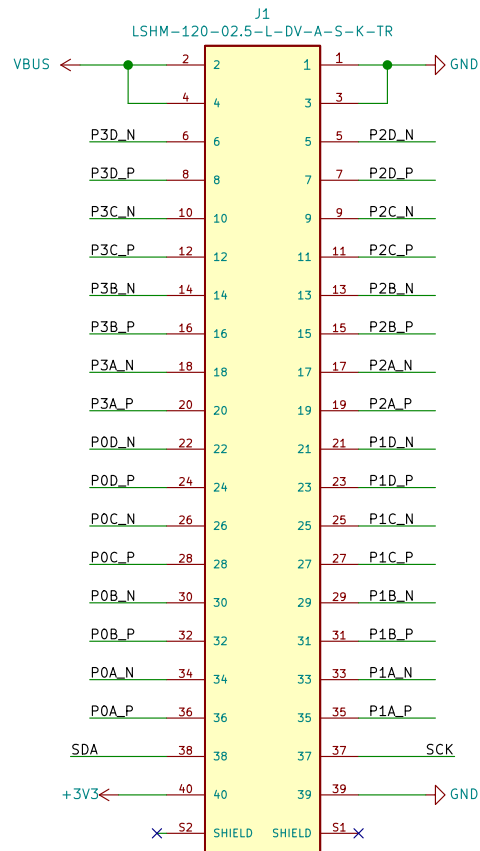 J1
LSHM-120-02.5-L-DV-A-S-K-TR
VBUS 2 2 1 1 GND
4 4 3 3
P3D_N 6 6 5 5 P2D_N
P3D_P 8 8 7 7 P2D_P
P3C_N 10 10 9 9 P2C_N
P3C_P 12 12 11 11 P2C_P
P3B_N 14 14 13 13 P2B_N
P3B_P 16 16 15 15 P2B_P
P3A_N 18 18 17 17 P2A_N
P3A_P 20 20 19 19 P2A_P
P0D_N 22 22 21 21 P1D_N
P0D_P 24 24 23 23 P1D_P
P0C_N 26 26 25 25 P1C_N
P0C_P 28 28 27 27 P1C_P
P0B_N 30 30 29 29 P1B_N
P0B_P 32 32 31 31 P1B_P
P0A_N 34 34 33 33 P1A_N
P0A_P 36 36 35 35 P1A_P
SDA 38 38 37 37 SCK
+3V3 40 40 39 39 GND
S2 SHIELD SHIELD S1